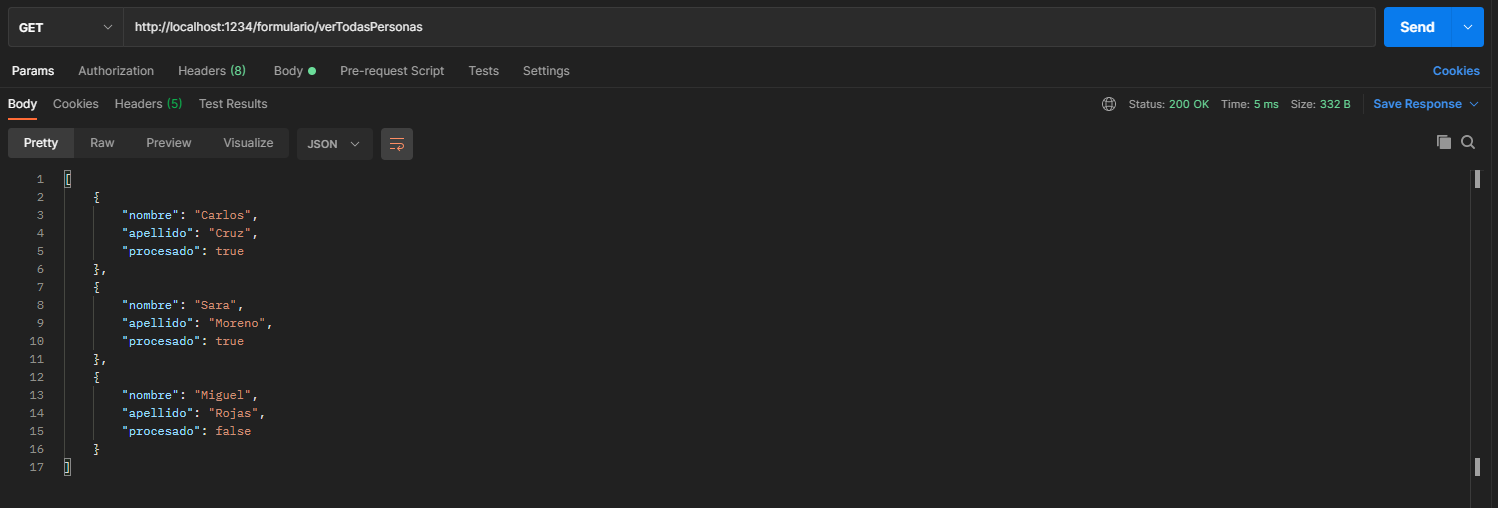 GET http://localhost:1234/formulario/verTodasPersonas Send
Params Authorization Headers (8) Body Pre-request Script Tests Settings Cookies
Body Cookies Headers (5) Test Results Status: 200 OK Time: 5 ms Size: 332 B Save Response
Pretty Raw Preview Visualize JSON
1 [
2 {
3 "nombre": "Carlos",
4 "apellido": "Cruz",
5 "procesado": true
6 },
7 {
8 "nombre": "Sara",
9 "apellido": "Moreno",
10 "procesado": true
11 },
12 {
13 "nombre": "Miguel",
14 "apellido": "Rojas",
15 "procesado": false
16 }
17 ]